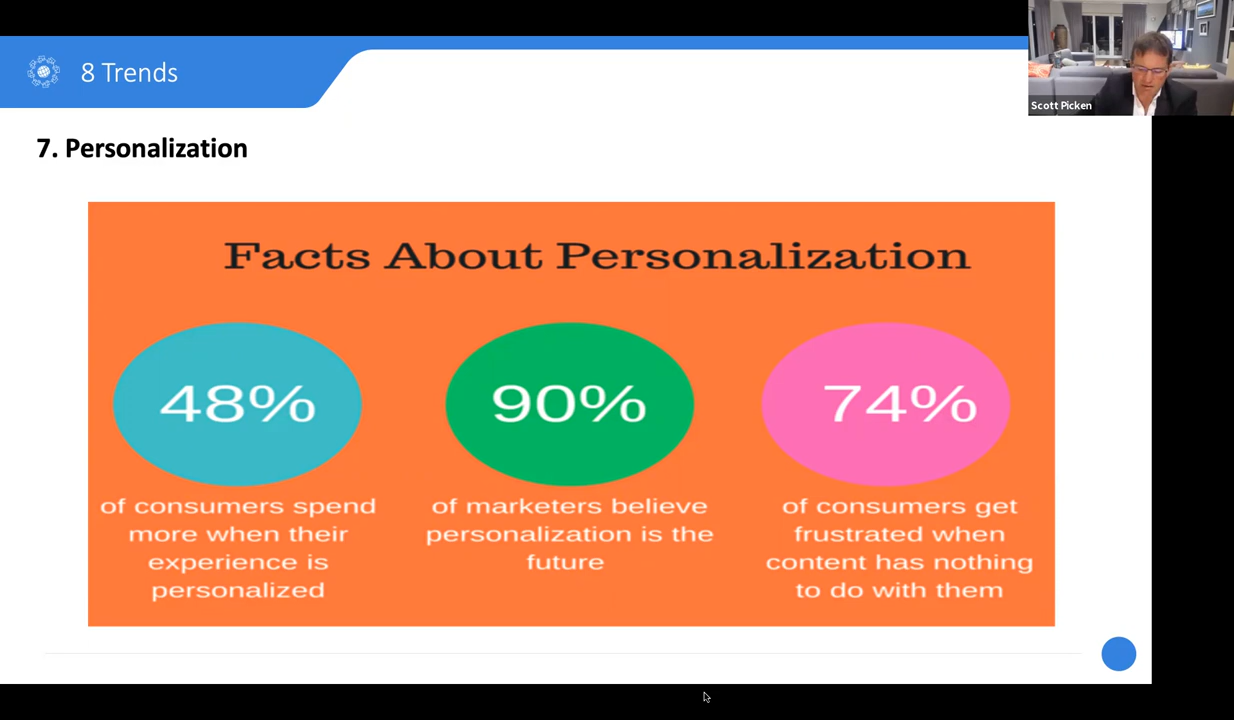 8 Trends
Scott Picken
7. Personalization
Facts About Personalization
48%
of consumers spend
more when their
experience is
personalized
90%
of marketers believe
personalization is the
future
74%
of consumers get
frustrated when
content has nothing
to do with them